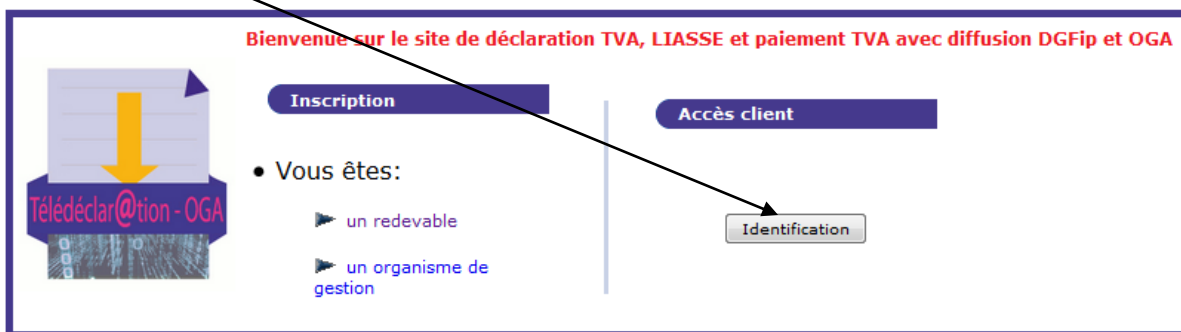 Bienvenue sur le site de déclaration TVA, LIASSE et paiement TVA avec diffusion DGFip et OGA
Télédéclar@tion - OGA
Inscription
• Vous êtes:
un redevable
un organisme de
gestion
Accès client
Identification